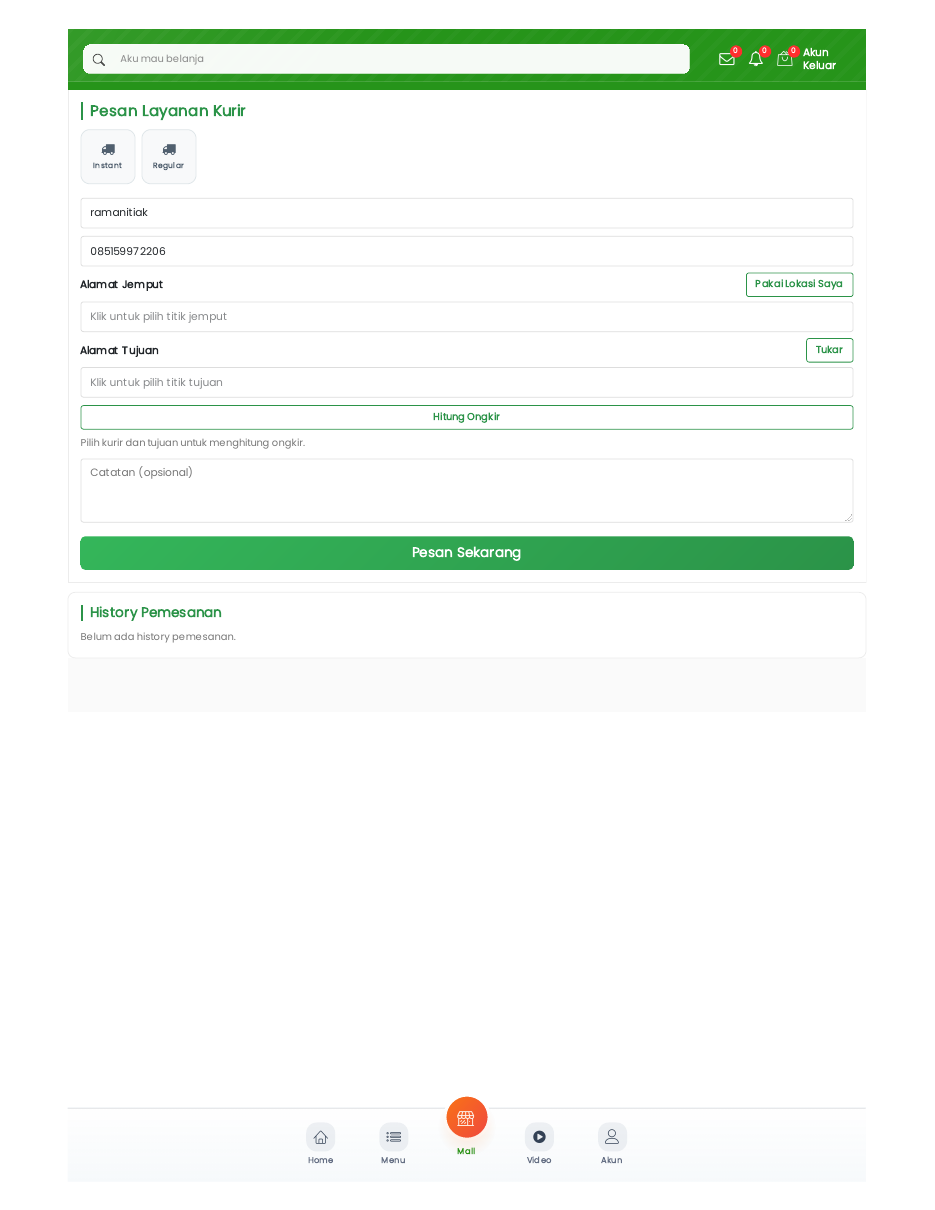 Aku mau belanja
0
0
0
Akun
Keluar
Pesan Layanan Kurir
Instant
Regular
ramanitiak
085159972206
Alamat Jemput
Pakai Lokasi Saya
Klik untuk pilih titik jemput
Alamat Tujuan
Tukar
Klik untuk pilih titik tujuan
Hitung Ongkir
Pilih kurir dan tujuan untuk menghitung ongkir.
Catatan (opsional)
Pesan Sekarang
History Pemesanan
Belum ada history pemesanan.
Home
Menu
Mall
Video
Akun